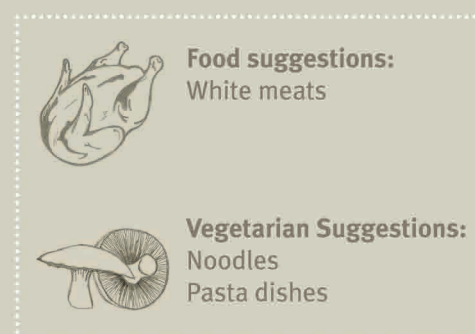 Food suggestions:
White meats
Vegetarian Suggestions:
Noodles
Pasta dishes